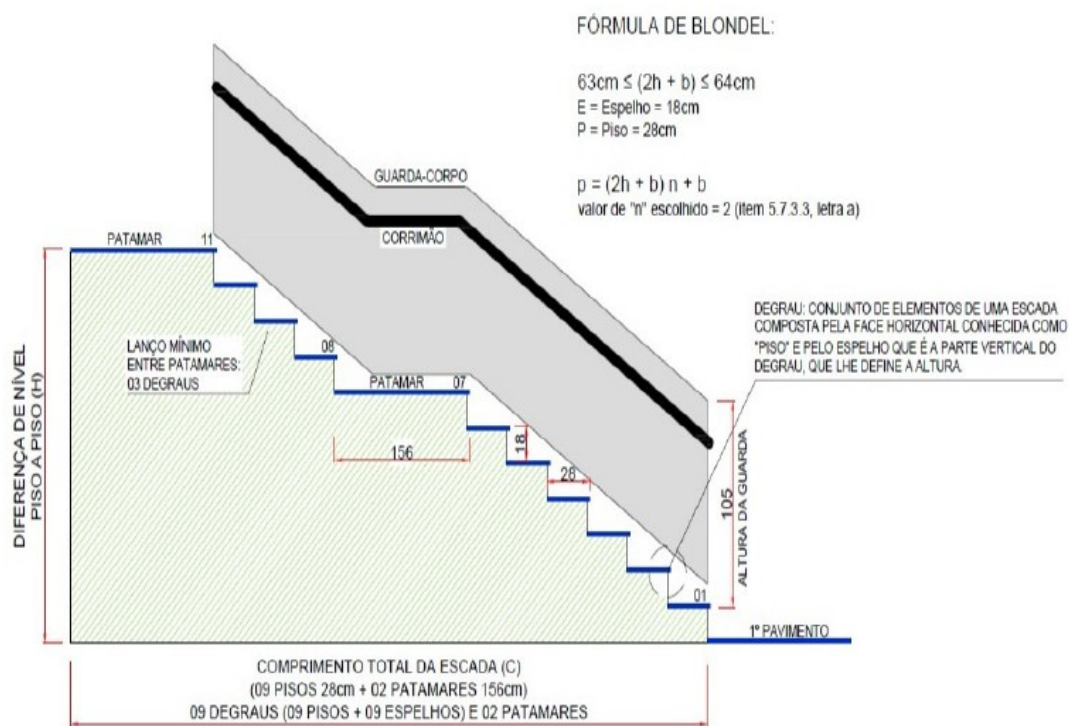 FÓRMULA DE BLONDEL:
63cm ≤ (2h + b) ≤ 64cm
E = Espelho = 18cm
P = Piso = 28cm
p = (2h + b) n + b
valor de "n" escolhido = 2 (item 5.7.3.3, letra a)
GUARDA-CORPO
CORRIMÃO
PATAMAR
11
LANÇO MÍNIMO
ENTRE PATAMARES:
03 DEGRAUS
08
PATAMAR
07
156
18
28
DEGRAU: CONJUNTO DE ELEMENTOS DE UMA ESCADA
COMPOSTA PELA FACE HORIZONTAL CONHECIDA COMO
"PISO" E PELO ESPELHO QUE É A PARTE VERTICAL DO
DEGRAU, QUE LHE DEFINE A ALTURA.
DIFERENÇA DE NÍVEL
PISO A PISO (H)
105
ALTURA DA GUARDA
01
1º PAVIMENTO
COMPRIMENTO TOTAL DA ESCADA (C)
(09 PISOS 28cm + 02 PATAMARES 156cm)
09 DEGRAUS (09 PISOS + 09 ESPELHOS) E 02 PATAMARES